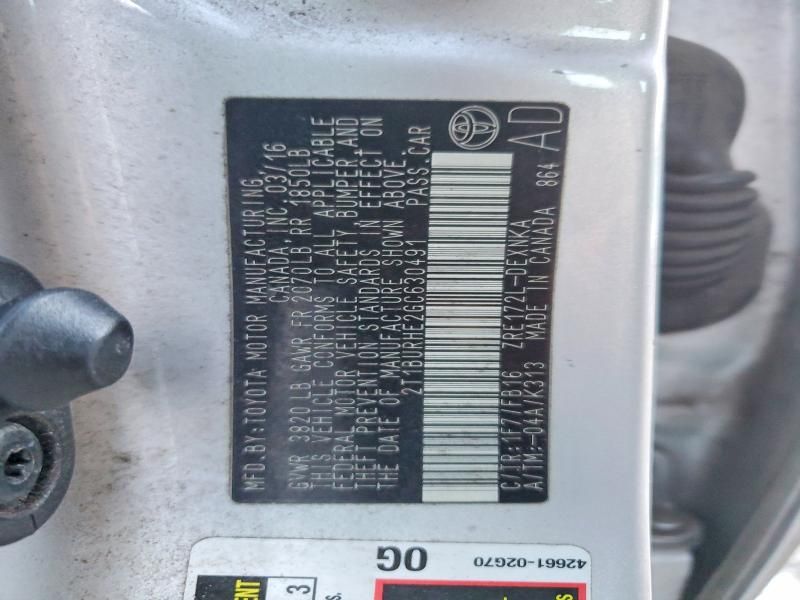 MFD.BY:TOYOTA MOTOR MANUFACTURING
CANADA, INC. 03/16
GVWR 3820LB GAWR FR 2070LB RR 1850LB
THIS VEHICLE CONFORMS TO ALL APPLICABLE
FEDERAL MOTOR VEHICLE SAFETY, BUMPER AND
THEFT PREVENTION STANDARDS IN EFFECT ON
THE DATE OF MANUFACTURE SHOWN ABOVE.
2T1BURHE2GC630491 PASS.CAR
C/TR:1F7/FB16 ZRE172L-DEXNKA
A/TM:-04A/K313 MADE IN CANADA 864
AD
42661-02G70
OG
3